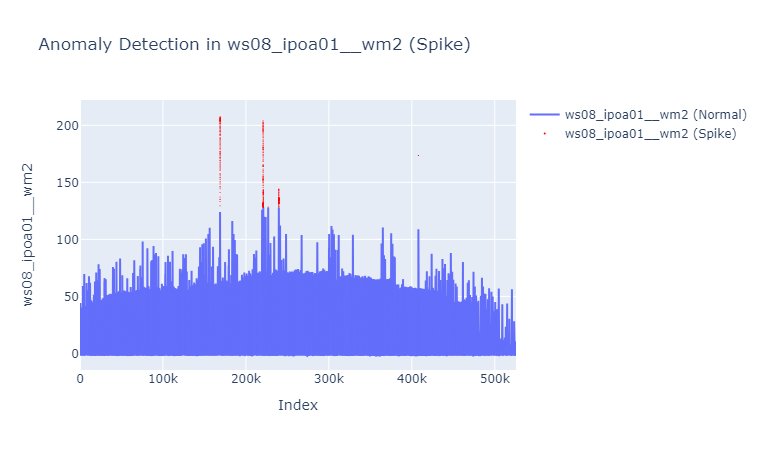 Anomaly Detection in ws08_ipoa01__wm2 (Spike)
ws08_ipoa01__wm2 (Normal)
ws08_ipoa01__wm2 (Spike)
200
150
100
50
0
ws08_ipoa01__wm2
0
100k
200k
300k
400k
500k
Index